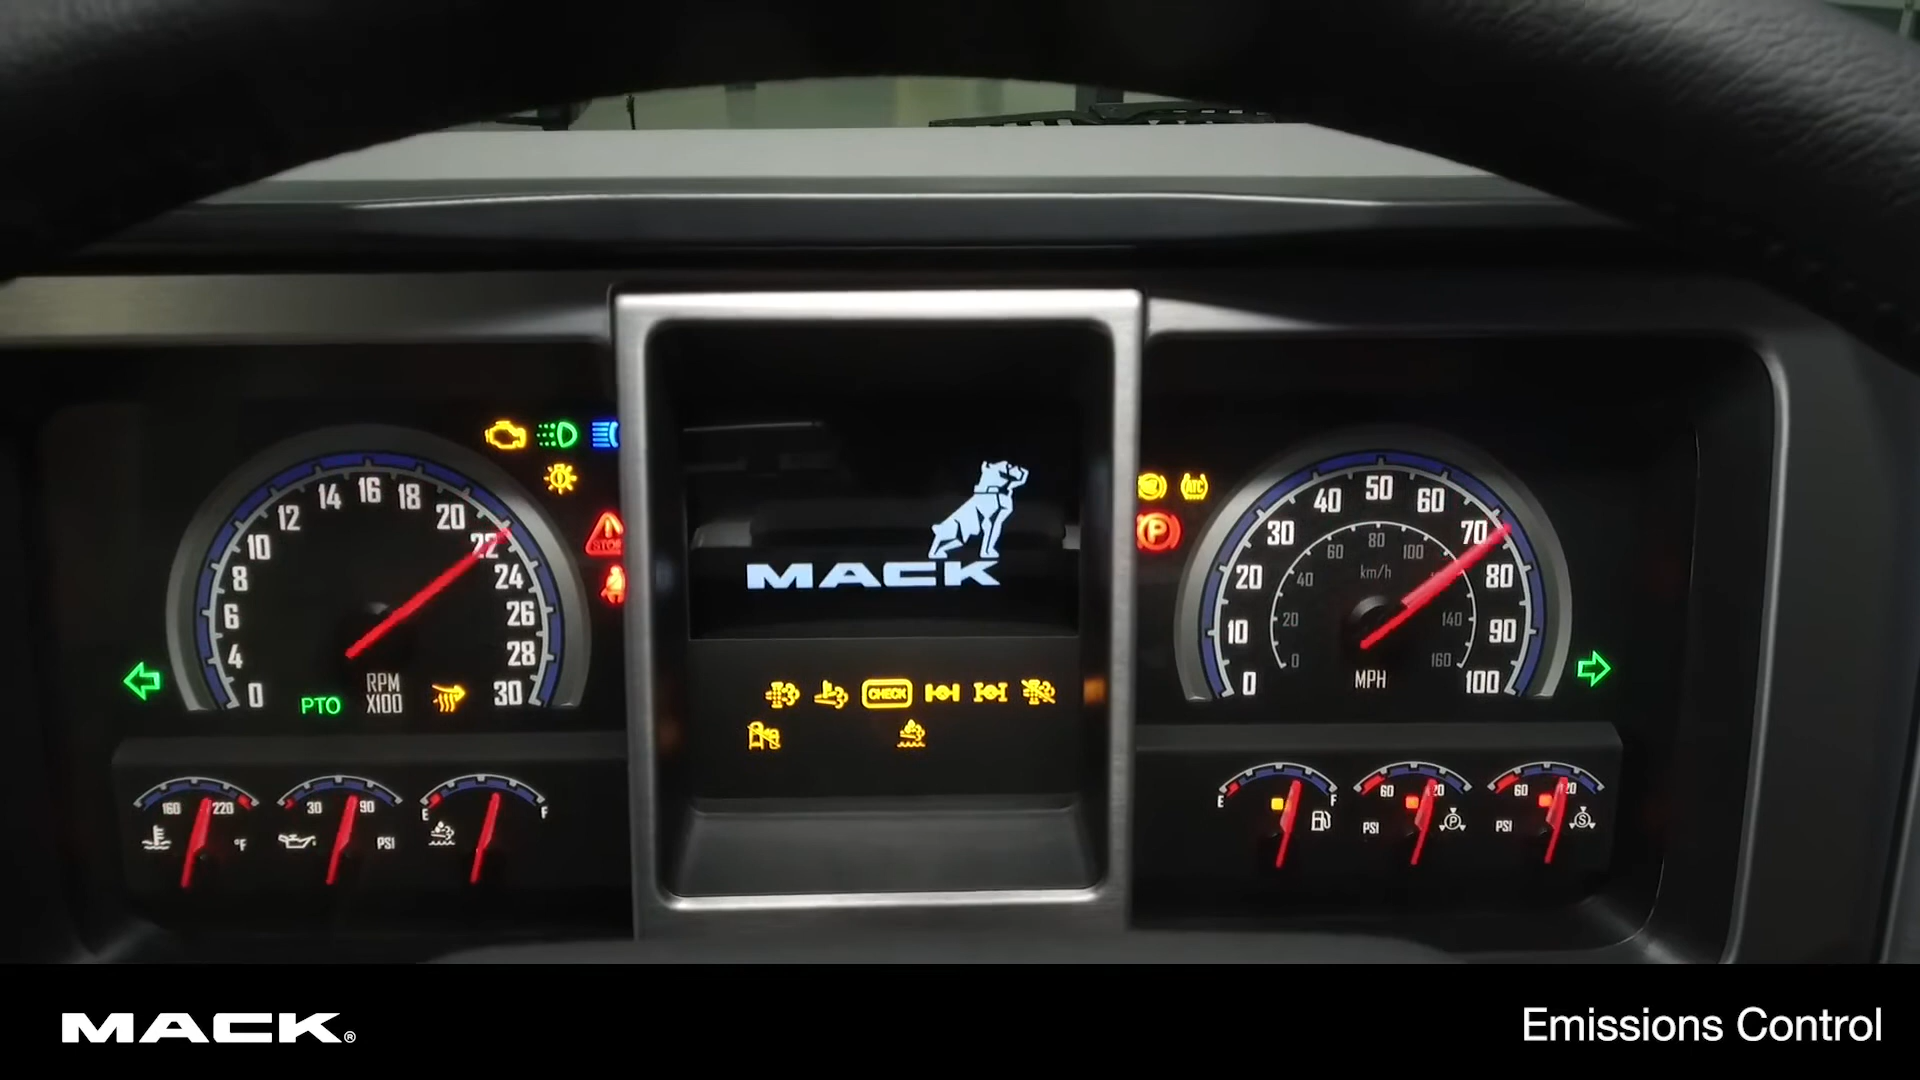 14 16 18
12 20
10 22
8 24
6 26
4 28
0 30
PTO
RPM
X100
STOP
160 220
°F
30 90
PSI
E F
MACK
CHECK
ATC
P
40 50 60
30 70
20 80
10 90
0 100
60 80 100
km/h
40
20 140
0 160
MPH
E F
60
PSI
P
60
PSI
S
MACK®
Emissions Control